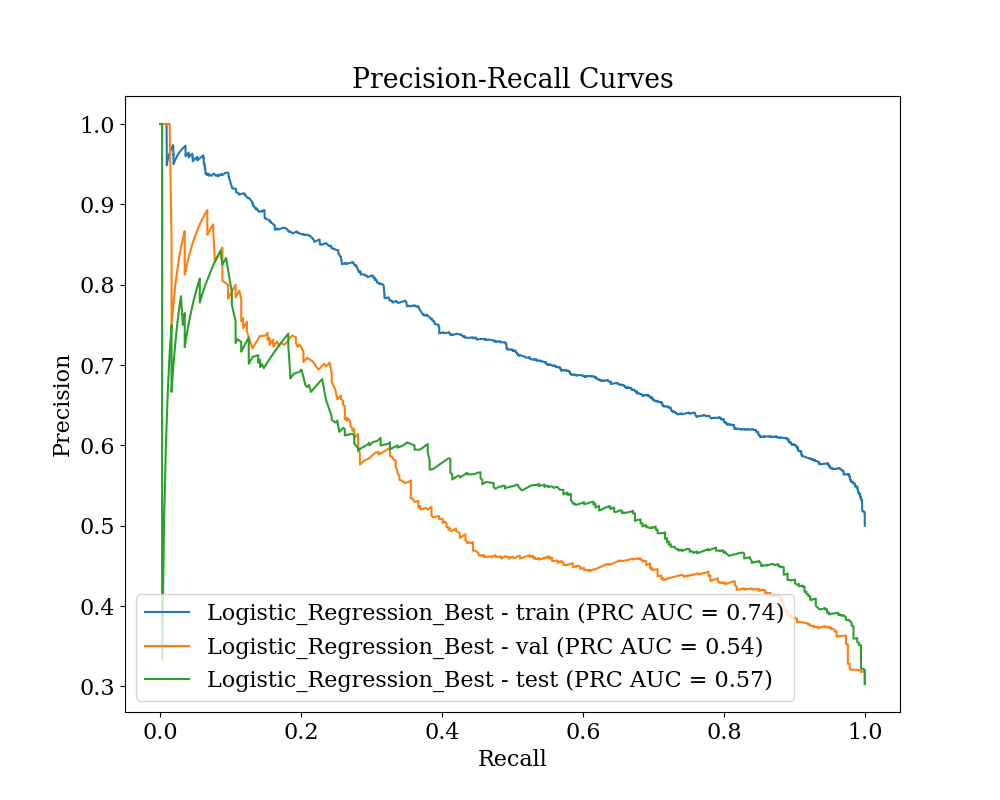 Precision-Recall Curves
Precision
1.0
0.9
0.8
0.7
0.6
0.5
0.4
0.3
Logistic_Regression_Best - train (PRC AUC = 0.74)
Logistic_Regression_Best - val (PRC AUC = 0.54)
Logistic_Regression_Best - test (PRC AUC = 0.57)
0.0 0.2 0.4 0.6 0.8 1.0
Recall